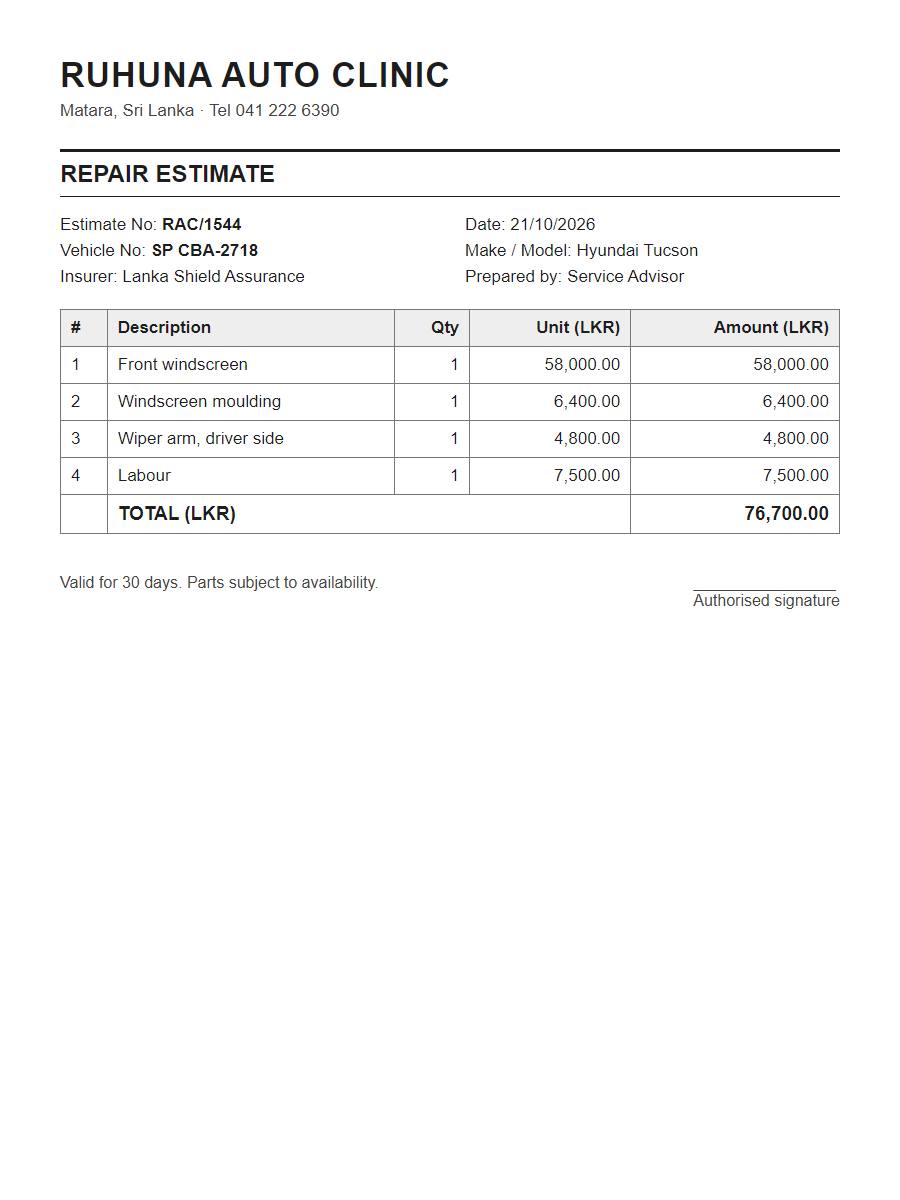 RUHUNA AUTO CLINIC
Matara, Sri Lanka · Tel 041 222 6390
REPAIR ESTIMATE
Estimate No: RAC/1544 Date: 21/10/2026
Vehicle No: SP CBA-2718 Make / Model: Hyundai Tucson
Insurer: Lanka Shield Assurance Prepared by: Service Advisor
# Description Qty Unit (LKR) Amount (LKR)
1 Front windscreen 1 58,000.00 58,000.00
2 Windscreen moulding 1 6,400.00 6,400.00
3 Wiper arm, driver side 1 4,800.00 4,800.00
4 Labour 1 7,500.00 7,500.00
TOTAL (LKR) 76,700.00
Valid for 30 days. Parts subject to availability.
Authorised signature